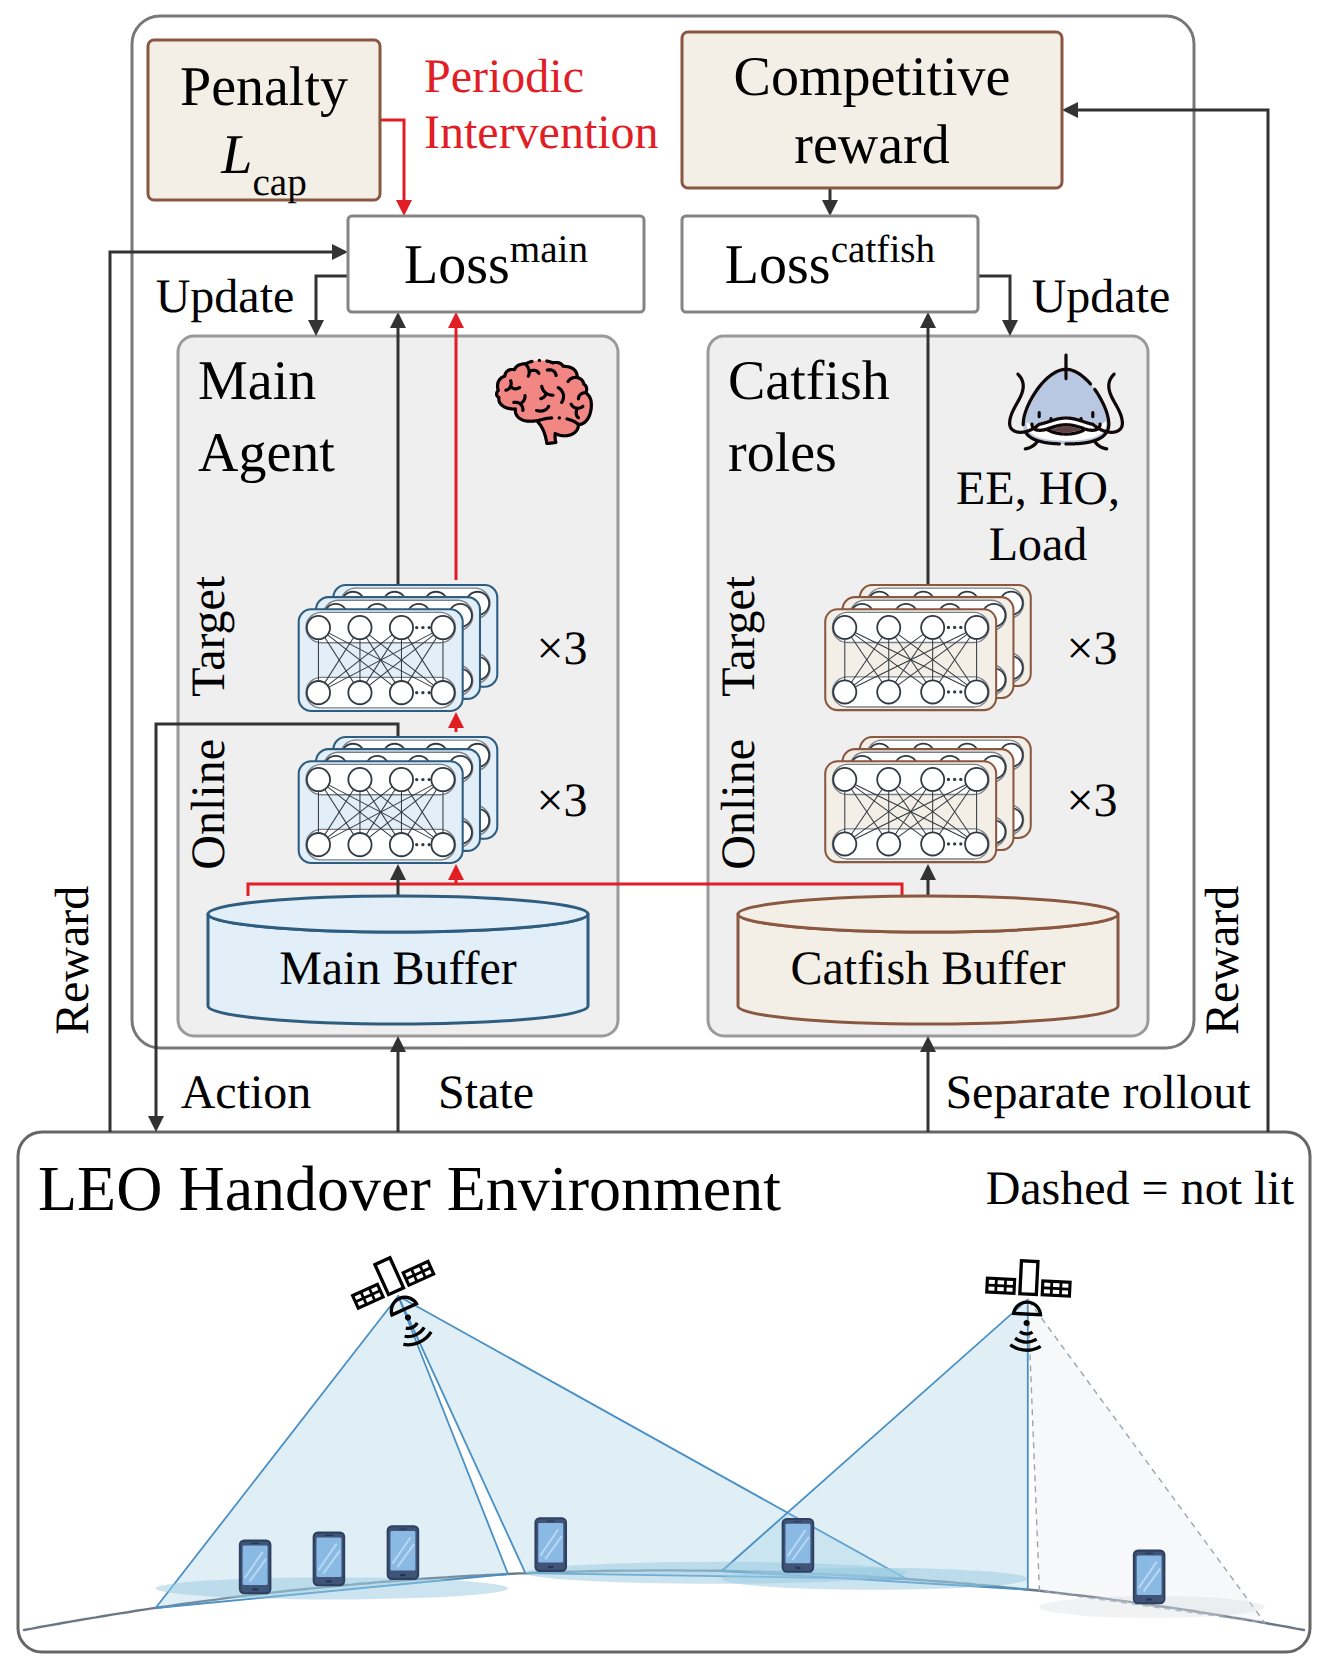 Penalty
L_cap
Periodic
Intervention
Competitive
reward
Loss^main
Loss^catfish
Update
Update
Main
Agent
Catfish
roles
EE, HO,
Load
Target
×3
Target
×3
Online
×3
Online
×3
Main Buffer
Catfish Buffer
Reward
Reward
Action
State
Separate rollout
LEO Handover Environment
Dashed = not lit